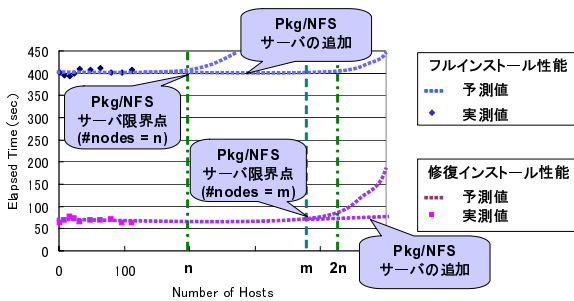 Pkg/NFS
サーバの追加
450
400
350
300
250
200
150
100
50
0
Elapsed Time (sec.)
Pkg/NFS
サーバ限界点
(#nodes = n)
Pkg/NFS
サーバ限界点
(#nodes = m)
Pkg/NFS
サーバの追加
0
100
n
m
2n
Number of Hosts
フルインストール性能
予測値
実測値
修復インストール性能
予測値
実測値